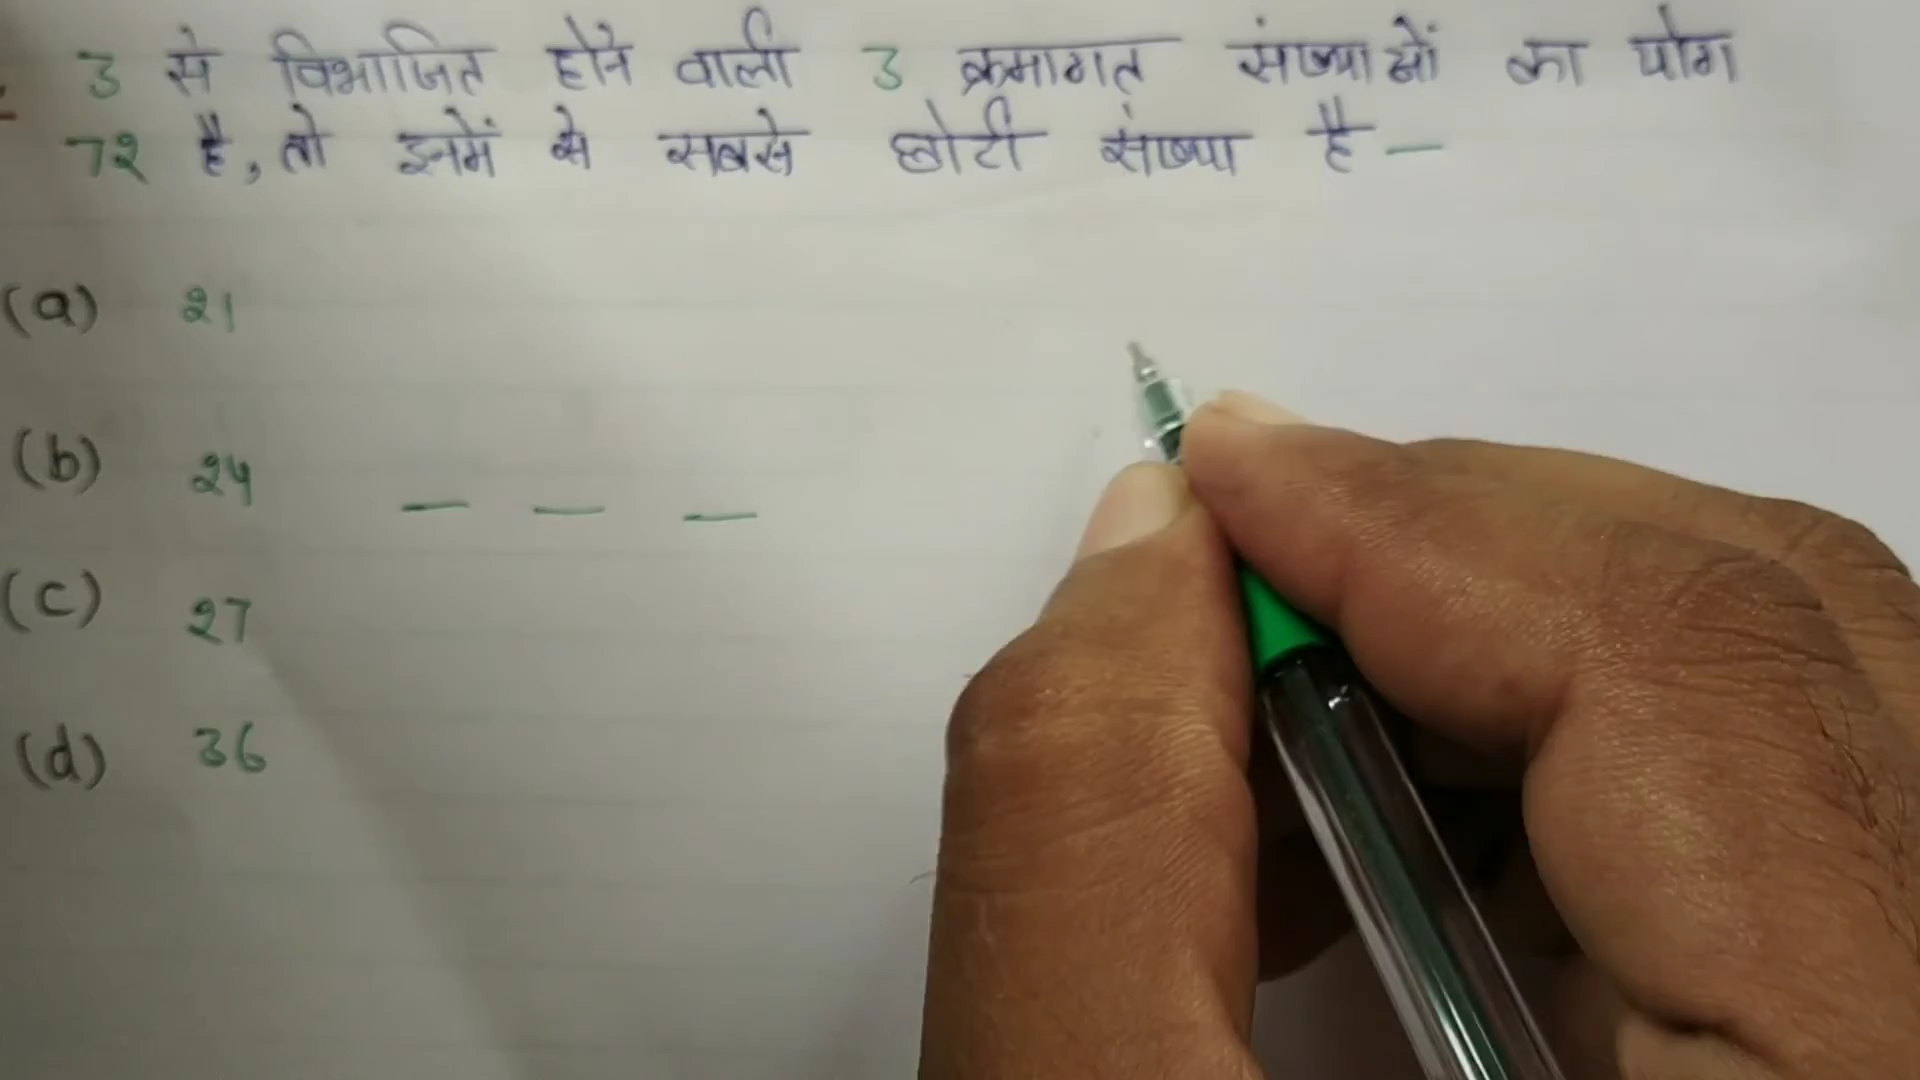 3 से विभाजित होने वाली 3 क्रमागत संख्याओं का योग
72 है, तो इनमें से सबसे छोटी संख्या है-
(a) 21
(b) 24
(c) 27
(d) 36